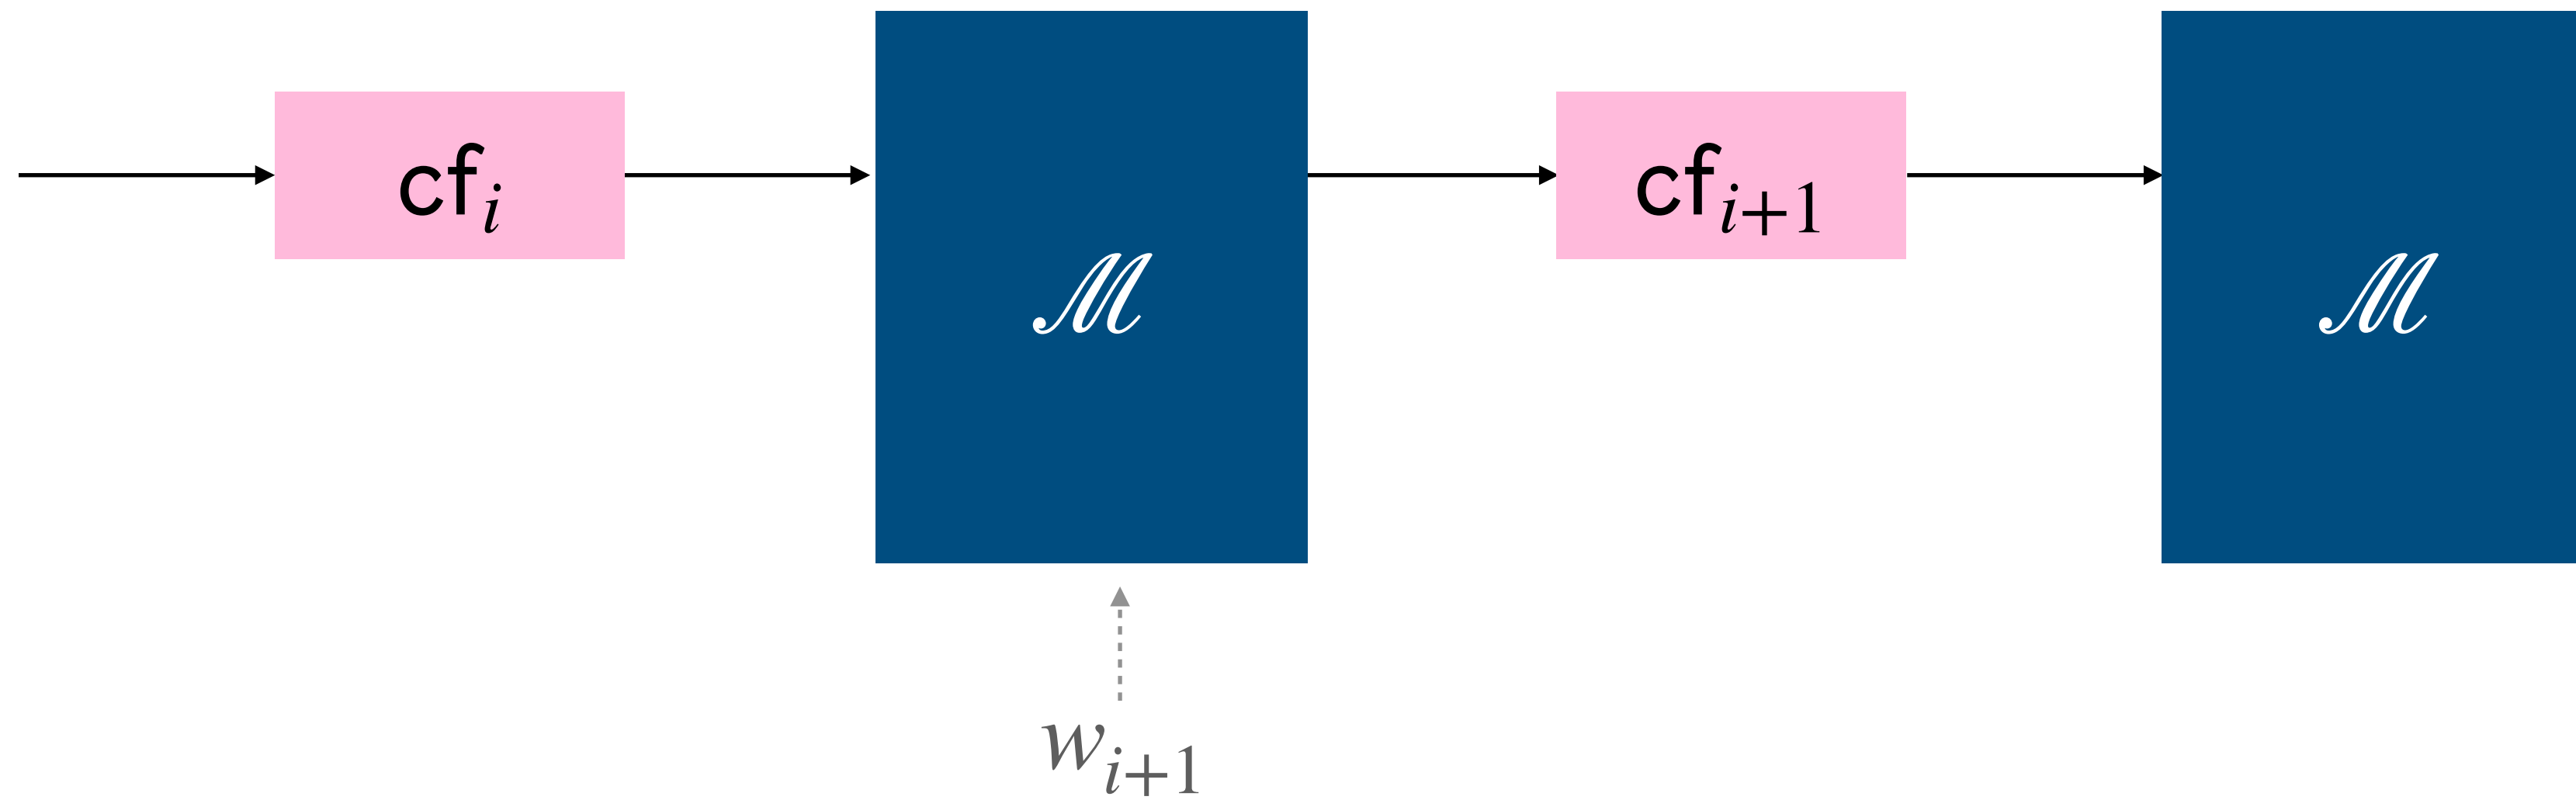 cf_i
ℳ
cf_{i+1}
ℳ
w_{i+1}